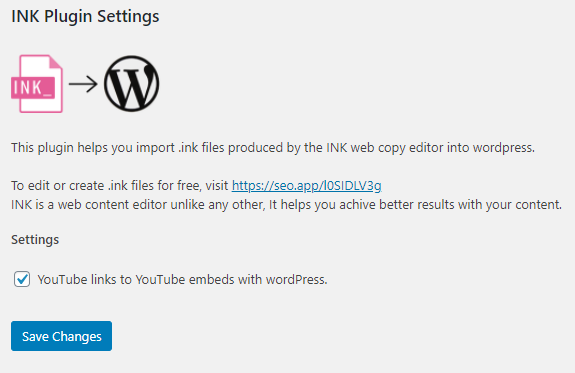 INK Plugin Settings
INK_
This plugin helps you import .ink files produced by the INK web copy editor into wordpress.
To edit or create .ink files for free, visit https://seo.app/l0SIDLV3g
INK is a web content editor unlike any other, It helps you achive better results with your content.
Settings
YouTube links to YouTube embeds with wordPress.
Save Changes